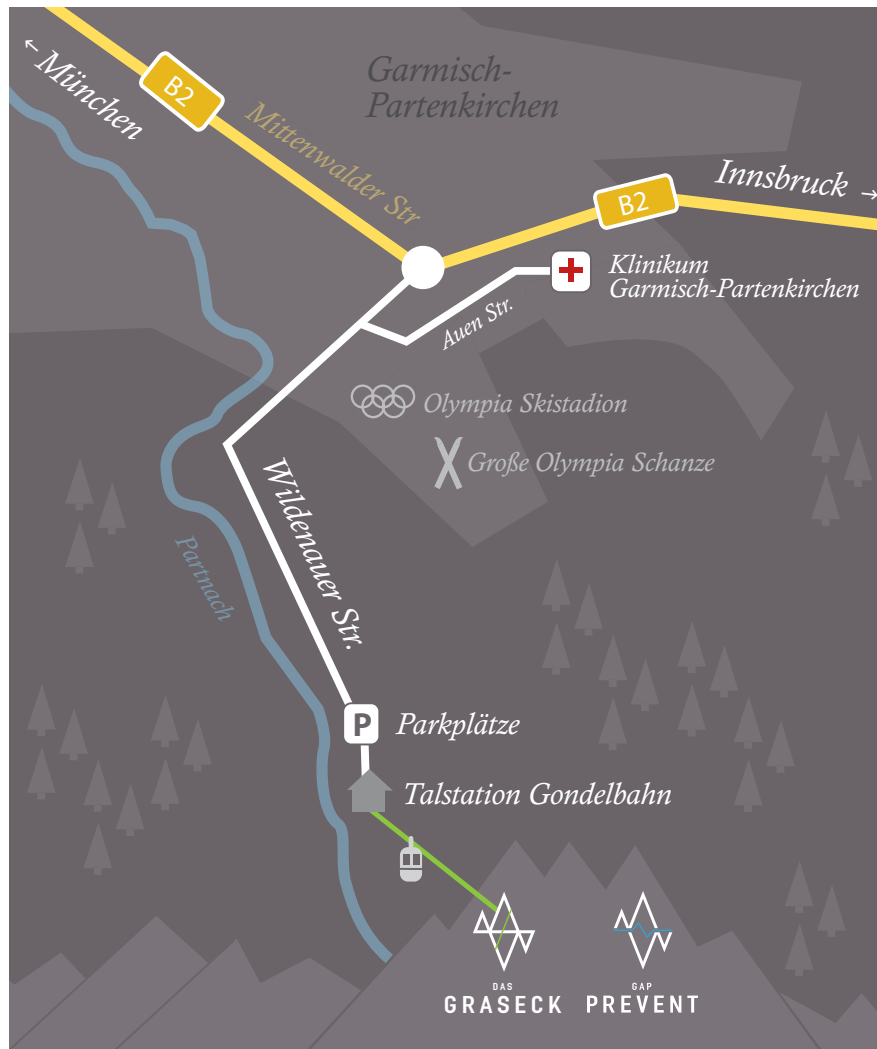 Garmisch-
Partenkirchen
← München
B2
Mittenwalder Str
B2
Innsbruck →
Klinikum
Garmisch-Partenkirchen
Auen Str.
Olympia Skistadion
Große Olympia Schanze
Wildenauer Str.
Partnach
P
Parkplätze
Talstation Gondelbahn
DAS
GRASECK
GAP
PREVENT